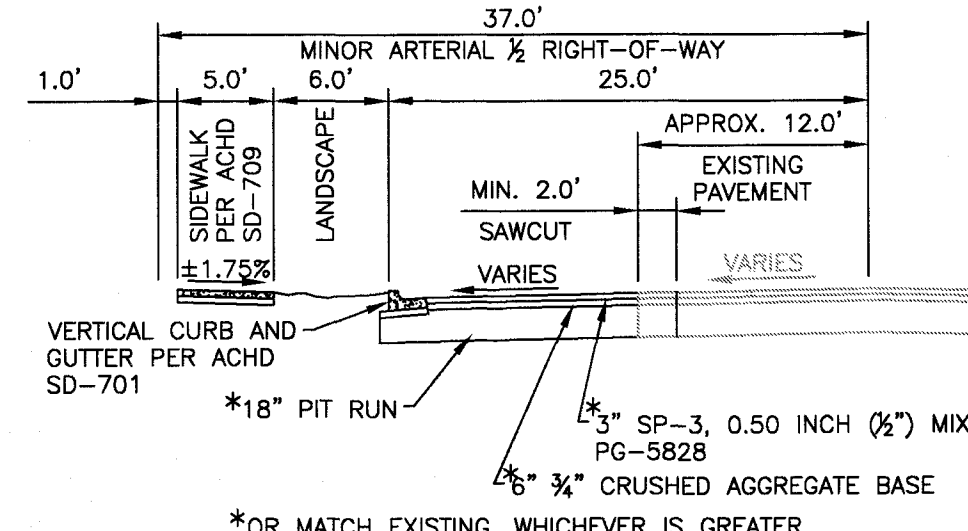 37.0'
MINOR ARTERIAL ½ RIGHT-OF-WAY
1.0'
5.0'
6.0'
25.0'
SIDEWALK
PER ACHD
SD-709
LANDSCAPE
APPROX. 12.0'
EXISTING
PAVEMENT
MIN. 2.0'
SAWCUT
±1.75%
VARIES
VARIES
VERTICAL CURB AND
GUTTER PER ACHD
SD-701
*18" PIT RUN
*3" SP-3, 0.50 INCH (½") MIX
PG-5828
*6" ¾" CRUSHED AGGREGATE BASE
*OR MATCH EXISTING, WHICHEVER IS GREATER